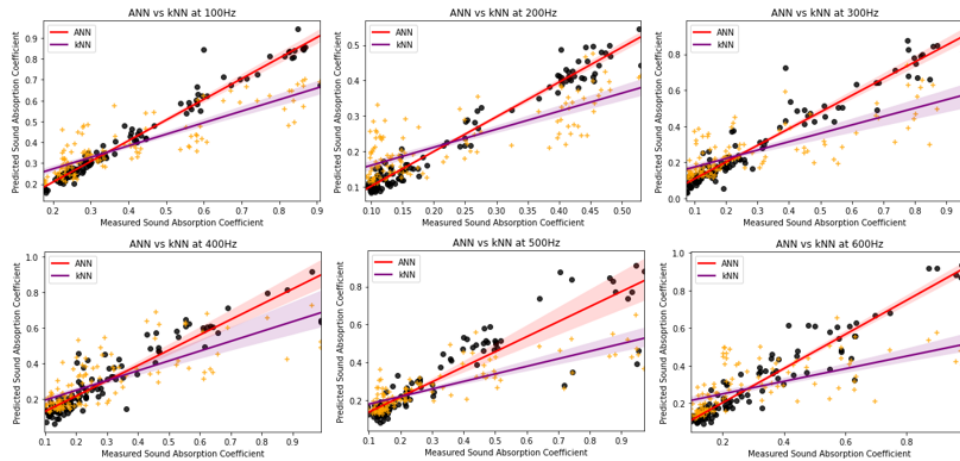 ANN vs kNN at 100Hz
ANN
kNN
Predicted Sound Absoprtion Coefficient
0.9
0.8
0.7
0.6
0.5
0.4
0.3
0.2
0.2 0.3 0.4 0.5 0.6 0.7 0.8 0.9
Measured Sound Absorption Coefficient
ANN vs kNN at 200Hz
ANN
kNN
Predicted Sound Absoprtion Coefficient
0.5
0.4
0.3
0.2
0.1
0.10 0.15 0.20 0.25 0.30 0.35 0.40 0.45 0.50
Measured Sound Absorption Coefficient
ANN vs kNN at 300Hz
ANN
kNN
Predicted Sound Absoprtion Coefficient
0.8
0.6
0.4
0.2
0.0
0.1 0.2 0.3 0.4 0.5 0.6 0.7 0.8 0.9
Measured Sound Absorption Coefficient
ANN vs kNN at 400Hz
ANN
kNN
Predicted Sound Absoprtion Coefficient
1.0
0.8
0.6
0.4
0.2
0.1 0.2 0.3 0.4 0.5 0.6 0.7 0.8 0.9
Measured Sound Absorption Coefficient
ANN vs kNN at 500Hz
ANN
kNN
Predicted Sound Absoprtion Coefficient
1.0
0.8
0.6
0.4
0.2
0.1 0.2 0.3 0.4 0.5 0.6 0.7 0.8 0.9
Measured Sound Absorption Coefficient
ANN vs kNN at 600Hz
ANN
kNN
Predicted Sound Absoprtion Coefficient
1.0
0.8
0.6
0.4
0.2
0.2 0.4 0.6 0.8
Measured Sound Absorption Coefficient